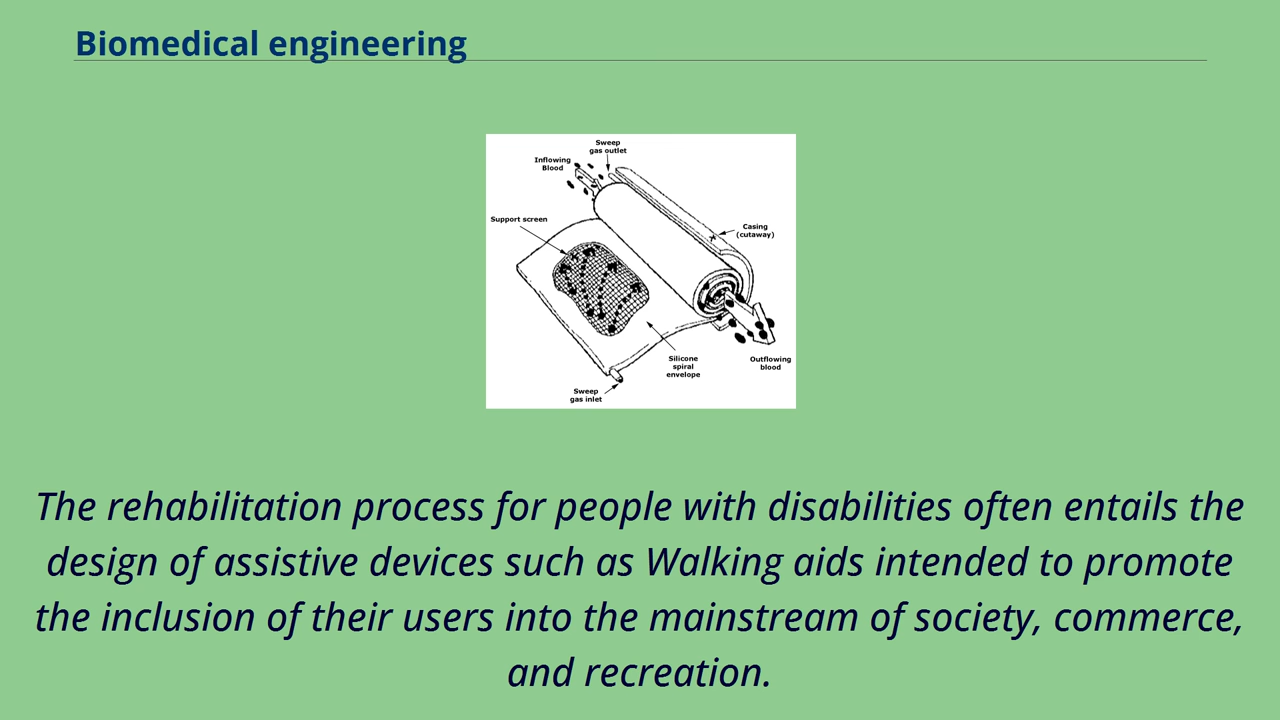 Biomedical engineering
Sweep
gas outlet
Inflowing
Blood
Support screen
Casing
(cutaway)
Silicone
spiral
envelope
Outflowing
blood
Sweep
gas inlet
The rehabilitation process for people with disabilities often entails the
design of assistive devices such as Walking aids intended to promote
the inclusion of their users into the mainstream of society, commerce,
and recreation.